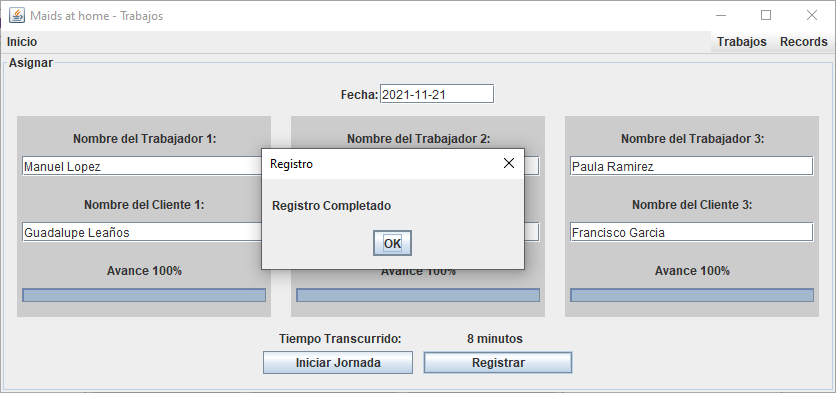 Maids at home - Trabajos
Inicio
Trabajos
Records
Asignar
Fecha: 2021-11-21
Nombre del Trabajador 1:
Manuel Lopez
Nombre del Cliente 1:
Guadalupe Leaños
Avance 100%
Nombre del Trabajador 2:
Avance 100%
Nombre del Trabajador 3:
Paula Ramirez
Nombre del Cliente 3:
Francisco Garcia
Avance 100%
Registro
Registro Completado
OK
Tiempo Transcurrido:
8 minutos
Iniciar Jornada
Registrar